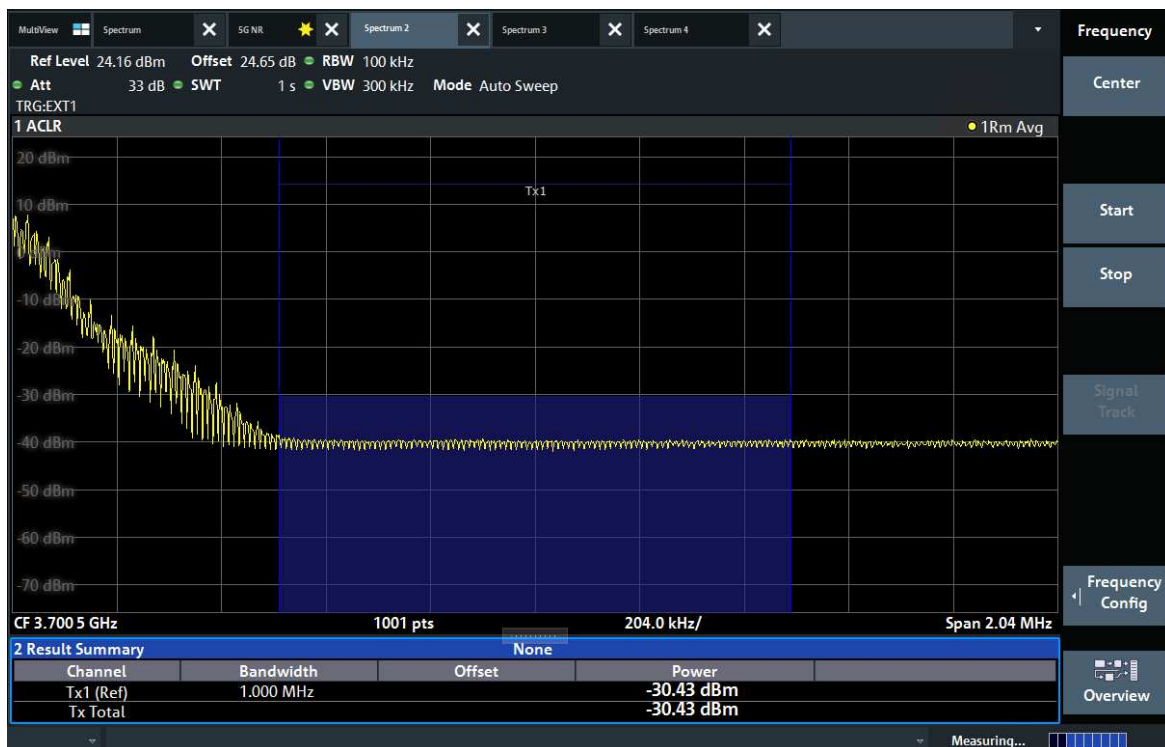 MultiView Spectrum 5G NR Spectrum 2 Spectrum 3 Spectrum 4 Frequency
Ref Level 24.16 dBm Offset 24.65 dB RBW 100 kHz
Att 33 dB SWT 1 s VBW 300 kHz Mode Auto Sweep
TRG:EXT1
Center
1 ACLR 1Rm Avg
20 dBm
Tx1
10 dBm
Start
Stop
-10 dBm
-20 dBm
-30 dBm
Signal
Track
-40 dBm
-50 dBm
-60 dBm
-70 dBm
Frequency
Config
CF 3.700 5 GHz 1001 pts 204.0 kHz/ Span 2.04 MHz
2 Result Summary None
Channel Bandwidth Offset Power
Tx1 (Ref) 1.000 MHz -30.43 dBm
Tx Total -30.43 dBm
Overview
Measuring...